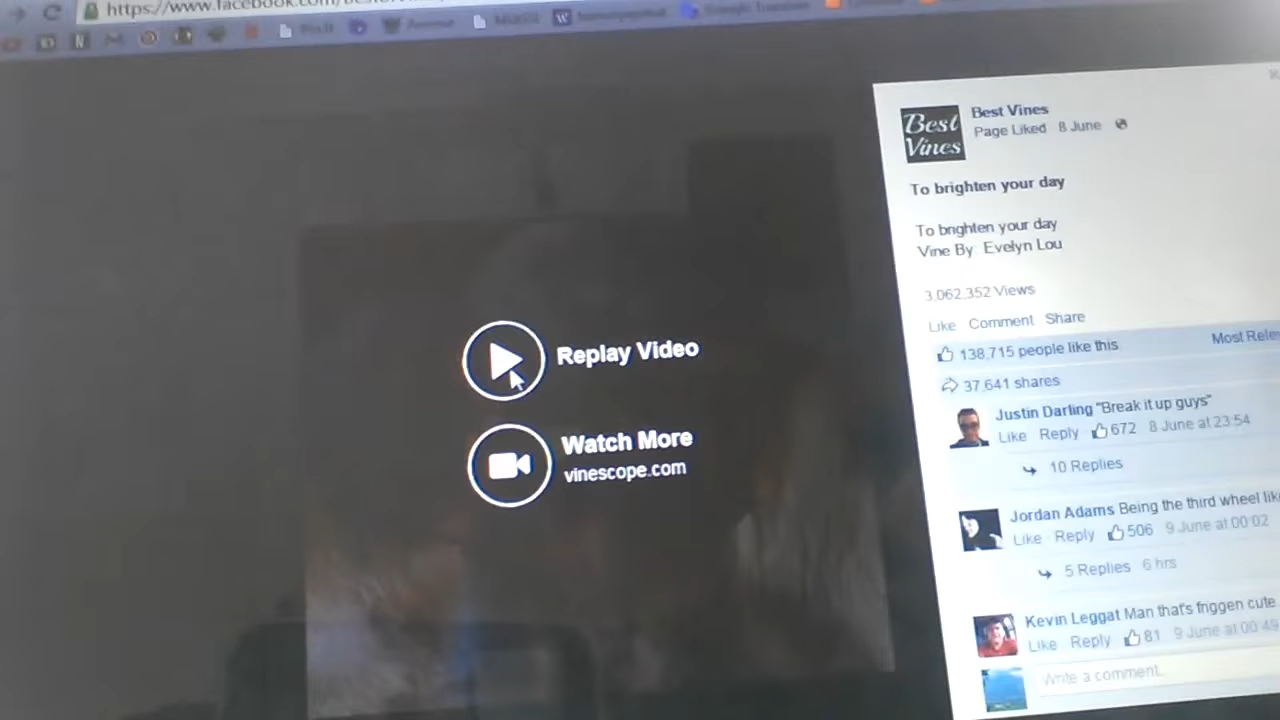 https://www.facebook.com/
Best Vines
Best Vines
Page Liked 8 June
To brighten your day
To brighten your day
Vine By: Evelyn Lou
3,062,352 Views
Like Comment Share
138,715 people like this
Most Rele
37,641 shares
Replay Video
Watch More
vinescope.com
Justin Darling "Break it up guys"
Like Reply 672 8 June at 23:54
10 Replies
Jordan Adams Being the third wheel lik
Like Reply 506 9 June at 00:02
5 Replies 6 hrs
Kevin Leggat Man that's friggen cute
Like Reply 81 9 June at 00:49
Write a comment...